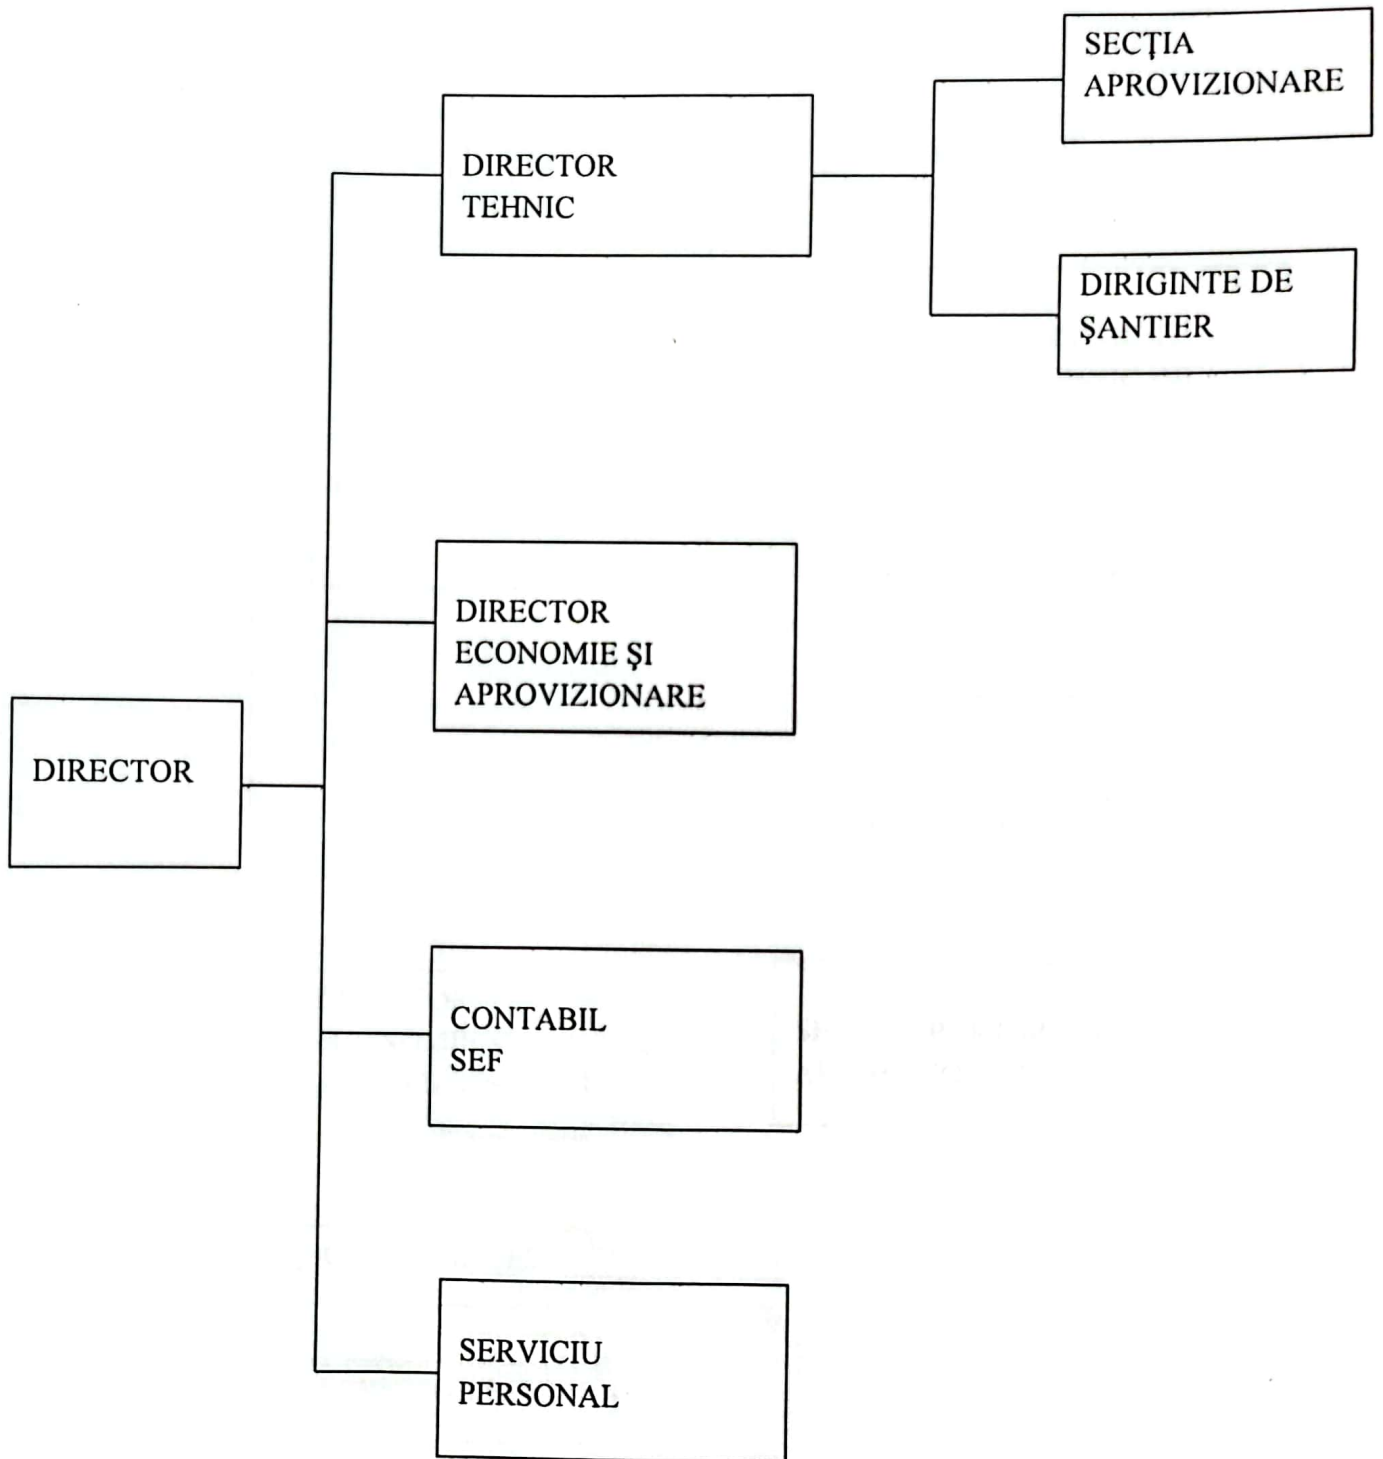 SECŢIA
APROVIZIONARE
DIRECTOR
TEHNIC
DIRIGINTE DE
ŞANTIER
DIRECTOR
ECONOMIE ŞI
APROVIZIONARE
DIRECTOR
CONTABIL
SEF
SERVICIU
PERSONAL